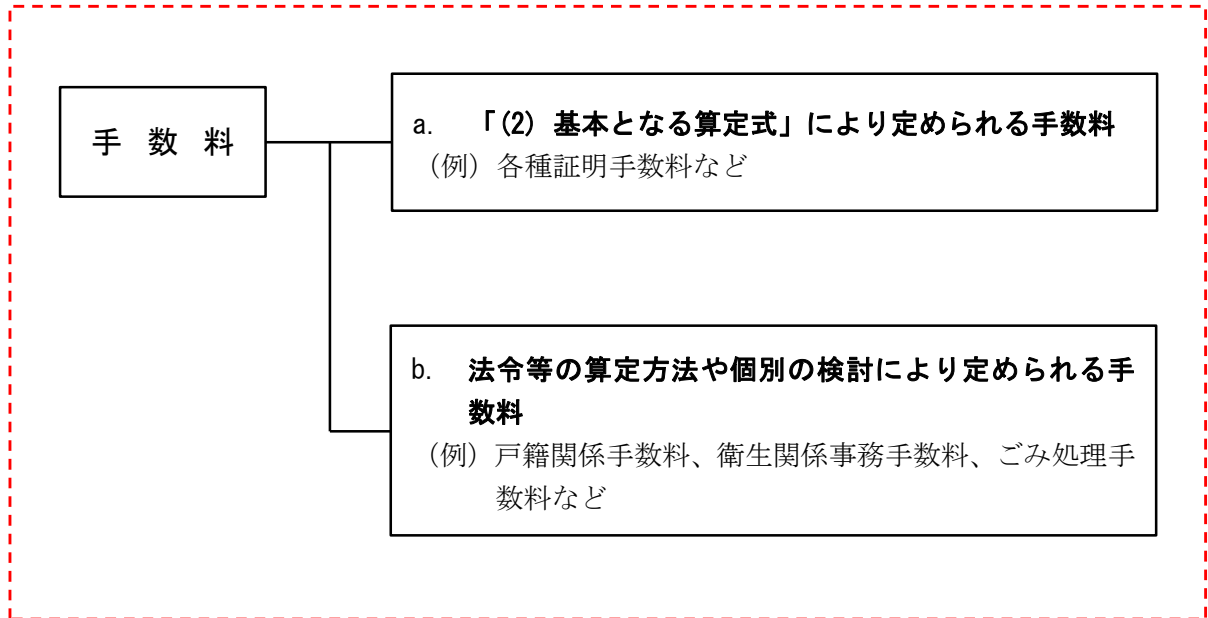 手 数 料
a. 「(2) 基本となる算定式」により定められる手数料
（例）各種証明手数料など
b. 法令等の算定方法や個別の検討により定められる手
数料
（例）戸籍関係手数料、衛生関係事務手数料、ごみ処理手
数料など